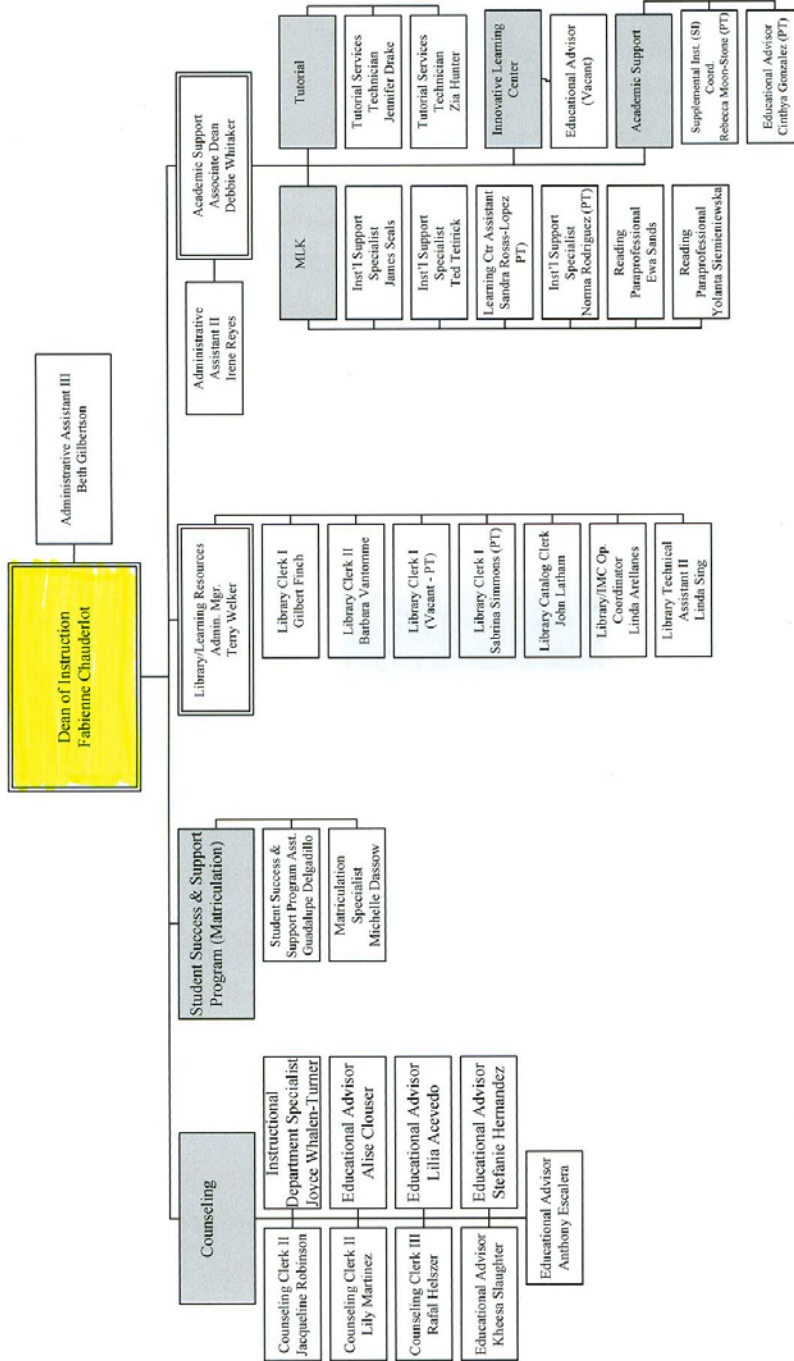 Dean of Instruction
Fabienne Chauderlot
Administrative Assistant III
Beth Gilbertson
Counseling
Counseling Clerk II
Jacqueline Robinson
Instructional
Department Specialist
Joyce Whalen-Turner
Counseling Clerk II
Lily Martinez
Educational Advisor
Alise Clouser
Counseling Clerk III
Rafal Helszer
Educational Advisor
Lilia Acevedo
Educational Advisor
Kheesa Slaughter
Educational Advisor
Stefanie Hernandez
Educational Advisor
Anthony Escalera
Student Success & Support
Program (Matriculation)
Student Success &
Support Program Asst.
Guadalupe Delgadillo
Matriculation
Specialist
Michelle Dassow
Library/Learning Resources
Admin. Mgr.
Terry Welker
Library Clerk I
Gilbert Finch
Library Clerk II
Barbara Vantomme
Library Clerk I
(Vacant - PT)
Library Clerk I
Sabrina Simmons (PT)
Library Catalog Clerk
John Latham
Library/IMC Op.
Coordinator
Linda Arellanes
Library Technical
Assistant II
Linda Sing
Academic Support
Associate Dean
Debbie Whitaker
Administrative
Assistant II
Irene Reyes
MLK
Inst'l Support
Specialist
James Seals
Inst'l Support
Specialist
Ted Tetirick
Learning Ctr Assistant
Sandra Rosas-Lopez
PT)
Inst'l Support
Specialist
Norma Rodriguez (PT)
Reading
Paraprofessional
Ewa Sands
Reading
Paraprofessional
Yolanta Siemieniewska
Tutorial
Tutorial Services
Technician
Jennifer Drake
Tutorial Services
Technician
Zia Hunter
Innovative Learning
Center
Educational Advisor
(Vacant)
Academic Support
Supplemental Inst. (SI)
Coord.
Rebecca Moon-Stone (PT)
Educational Advisor
Cinthya Gonzalez (PT)